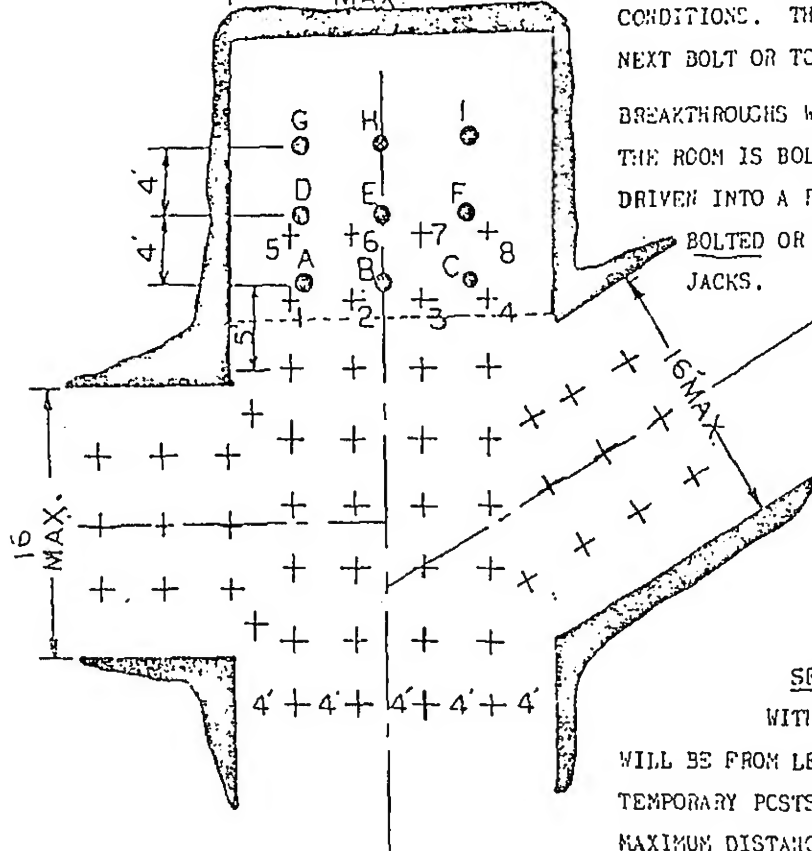 MAX.
CONDITIONS. TH
NEXT BOLT OR TO
BREAKTHROUGHS W
THE ROOM IS BOL
DRIVEN INTO A
BOLTED OR
JACKS.
G H I
4'
D E F
5 6 7 8
4'
A B C
1 2 3 4
5'
16' MAX.
16' MAX.
4' 4' 4' 4' 4'
WITH
WILL BE FROM LE
TEMPORARY POSTS
MAXIMUM DISTANC